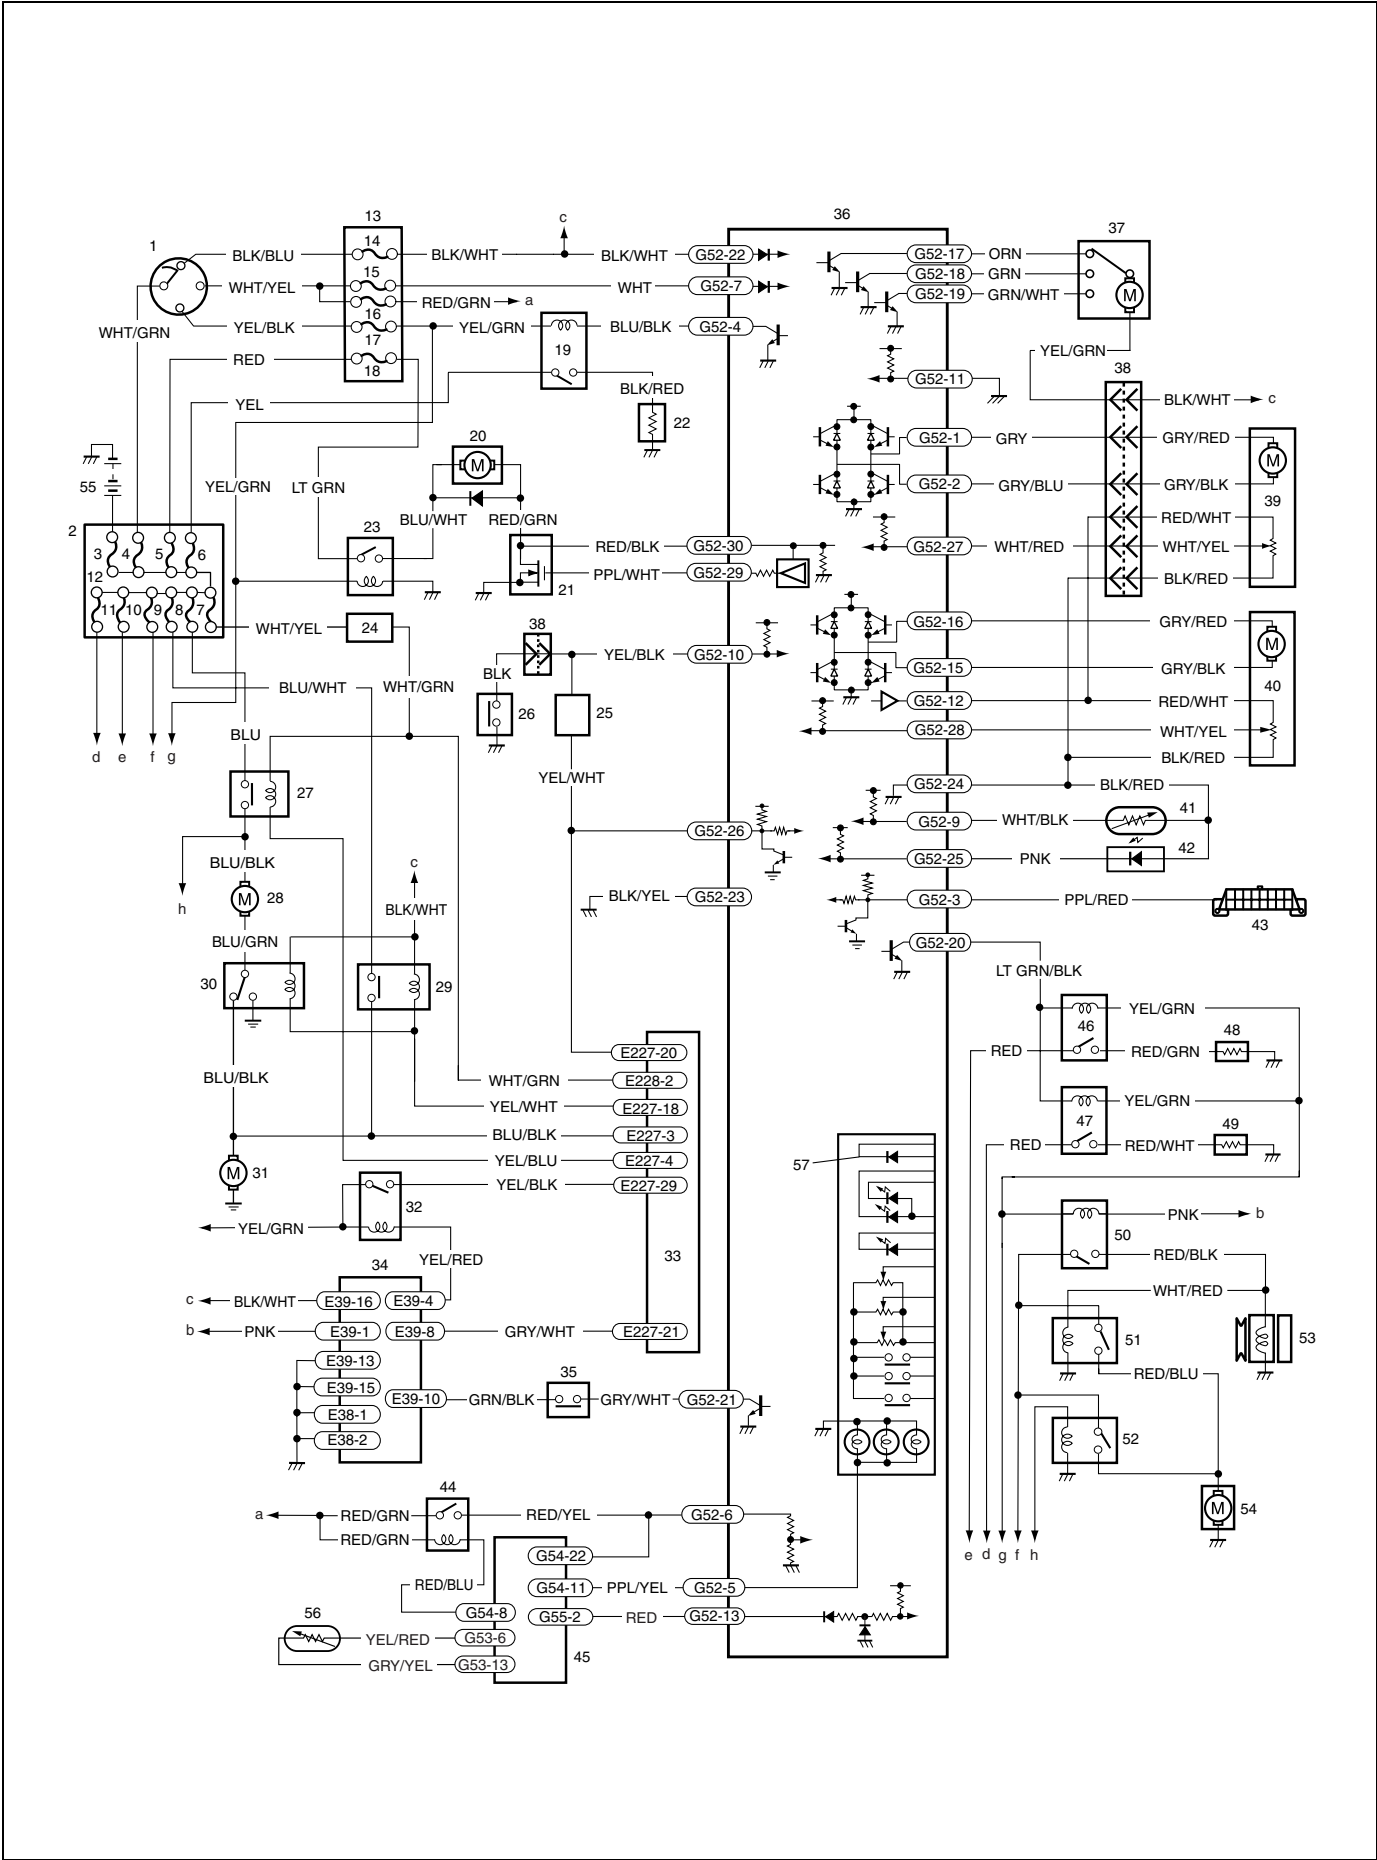 36
13
c
37
1
14
BLK/BLU BLK/WHT BLK/WHT G52-22 G52-17 ORN
G52-18 GRN
15
WHT/YEL WHT G52-7 G52-19 GRN/WHT
RED/GRN a
M
16
WHT/GRN YEL/BLK YEL/GRN BLU/BLK G52-4
17
19
YEL/GRN
RED
18
38
G52-11
BLK/RED
YEL
BLK/WHT c
22
20
M
G52-1 GRY GRY/RED
M
55
YEL/GRN
LT GRN
G52-2 GRY/BLU GRY/BLK
39
BLU/WHT RED/GRN
RED/WHT
2
23
3 4 5 6
RED/BLK G52-30
G52-27 WHT/RED WHT/YEL
12
PPL/WHT G52-29
BLK/RED
21
11 10 9 8 7
WHT/YEL 24
38
G52-16 GRY/RED
M
YEL/BLK G52-10
G52-15 GRY/BLK
BLK
BLU/WHT WHT/GRN
40
G52-12 RED/WHT
26
25
BLU
G52-28 WHT/YEL
d e f g
BLK/RED
YEL/WHT
G52-24 BLK/RED
27
41
G52-26
G52-9 WHT/BLK
42
BLU/BLK
c
G52-25 PNK
M 28
BLK/YEL G52-23
G52-3 PPL/RED
h
BLK/WHT
43
BLU/GRN
G52-20
LT GRN/BLK
30
29
YEL/GRN
46
48
E227-20
RED RED/GRN
BLU/BLK
WHT/GRN E228-2
YEL/WHT E227-18
YEL/GRN
47
49
BLU/BLK E227-3
RED RED/WHT
YEL/BLU E227-4
57
M 31
YEL/BLK E227-29
32
PNK b
YEL/GRN
50
YEL/RED
33
RED/BLK
34
WHT/RED
c BLK/WHT E39-16 E39-4
b PNK E39-1 E39-8 GRY/WHT E227-21
51
53
E39-13
35
RED/BLU
E39-15
E39-10 GRN/BLK GRY/WHT G52-21
E38-1
52
E38-2
44
a RED/GRN RED/YEL G52-6
M 54
RED/GRN
G54-22
e d g f h
RED/BLU
G54-11 PPL/YEL G52-5
56
G54-8
G55-2 RED G52-13
YEL/RED G53-6
45
GRY/YEL G53-13